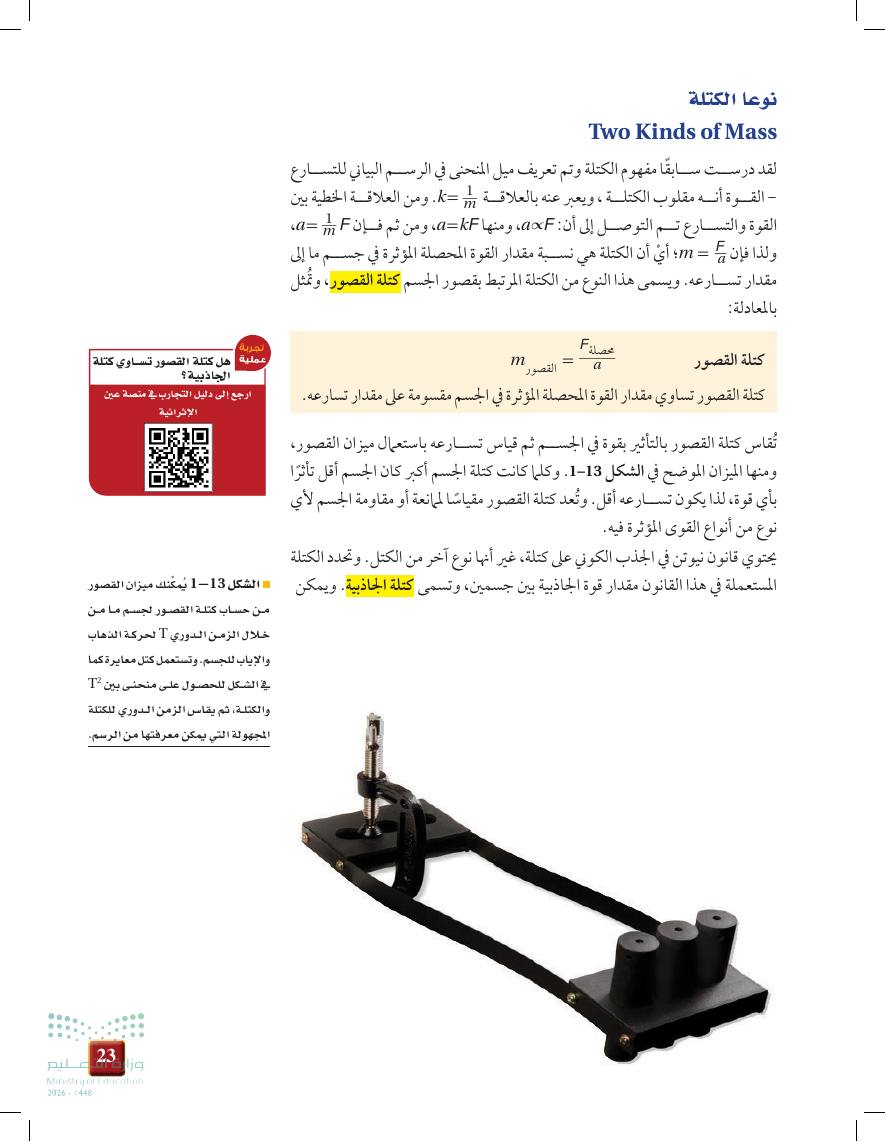 نوعا الكتلة
Two Kinds of Mass
لقد درست سابقًا مفهوم الكتلة وتم تعريف ميل المنحنى في الرسم البياني للتسارع
– القوة أنه مقلوب الكتلة ، ويعبر عنه بالعلاقة k= 1/m. ومن العلاقة الخطية بين
القوة والتسارع تم التوصل إلى أن: a∝F، ومنها a=kF، ومن ثم فإن a= 1/m F،
ولذا فإن m = F/a؛ أيْ أن الكتلة هي نسبة مقدار القوة المحصلة المؤثرة في جسم ما إلى
مقدار تسارعه. ويسمى هذا النوع من الكتلة المرتبط بقصور الجسم كتلة القصور، وتُمثل
بالمعادلة:
كتلة القصور m القصور = F محصلة / a
كتلة القصور تساوي مقدار القوة المحصلة المؤثرة في الجسم مقسومة على مقدار تسارعه.
تُقاس كتلة القصور بالتأثير بقوة في الجسم ثم قياس تسارعه باستعمال ميزان القصور،
ومنها الميزان الموضح في الشكل 13–1. وكلما كانت كتلة الجسم أكبر كان الجسم أقل تأثرًا
بأي قوة، لذا يكون تسارعه أقل. وتُعد كتلة القصور مقياسًا لممانعة أو مقاومة الجسم لأي
نوع من أنواع القوى المؤثرة فيه.
يحتوي قانون نيوتن في الجذب الكوني على كتلة، غير أنها نوع آخر من الكتل. وتحدد الكتلة
المستعملة في هذا القانون مقدار قوة الجاذبية بين جسمين، وتسمى كتلة الجاذبية. ويمكن
تجربة
عملية
هل كتلة القصور تساوي كتلة
الجاذبية؟
ارجع إلى دليل التجارب في منصة عين
الإثرائية
الشكل 13–1 يُمكّنك ميزان القصور
من حساب كتلة القصور لجسم ما من
خلال الزمن الدوري T لحركة الذهاب
والإياب للجسم. وتستعمل كتل معايرة كما
في الشكل للحصول على منحنى بين T²
والكتلة، ثم يقاس الزمن الدوري للكتلة
المجهولة التي يمكن معرفتها من الرسم.
23
وزارة التعليم
Ministry of Education
2026 - 1448